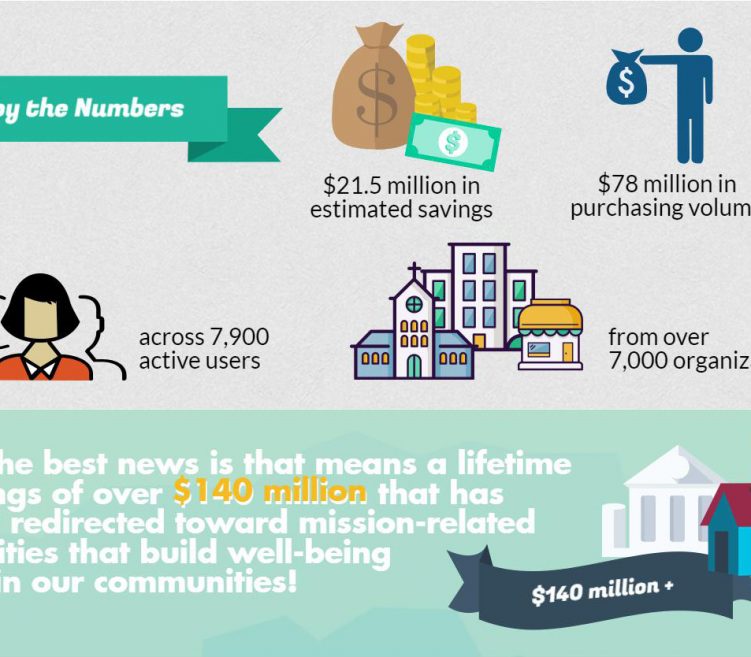 by the Numbers
$21.5 million in
estimated savings
$78 million in
purchasing volum
across 7,900
active users
from over
7,000 organiz
he best news is that means a lifetime
ngs of over $140 million that has
redirected toward mission-related
ities that build well-being
in our communities!
$140 million +